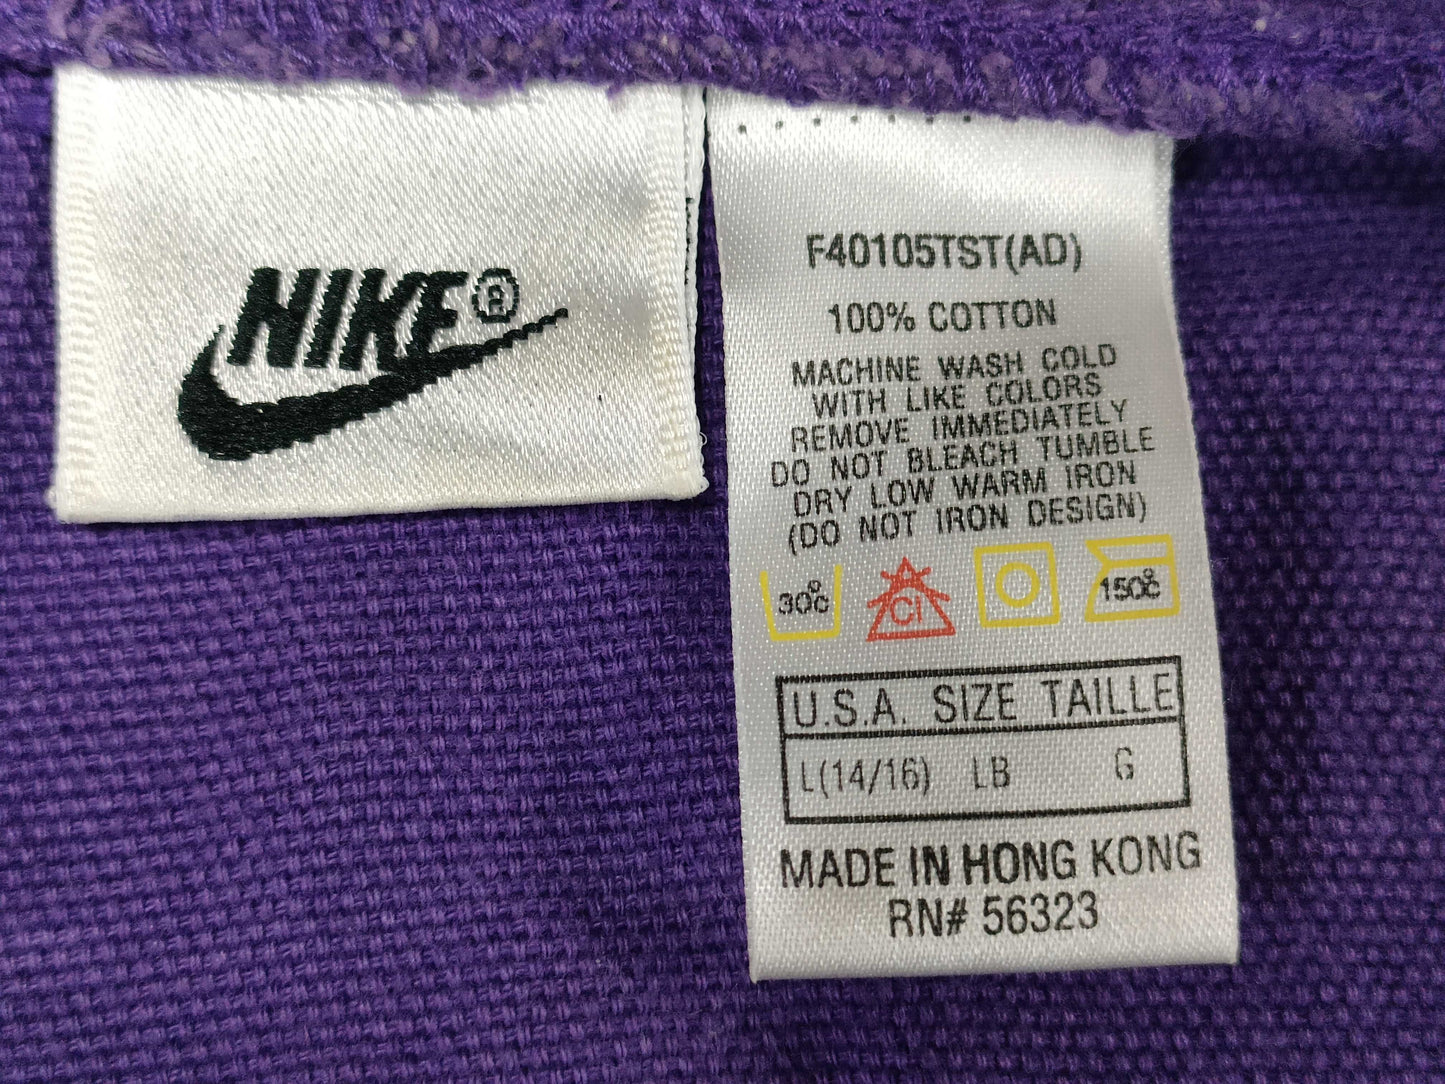 NIKE®
F40105TST(AD)
100% COTTON
MACHINE WASH COLD
WITH LIKE COLORS
REMOVE IMMEDIATELY
DO NOT BLEACH TUMBLE
DRY LOW WARM IRON
(DO NOT IRON DESIGN)
30°C Cl 150°C
U.S.A. SIZE TAILLE
L(14/16) LB G
MADE IN HONG KONG
RN# 56323